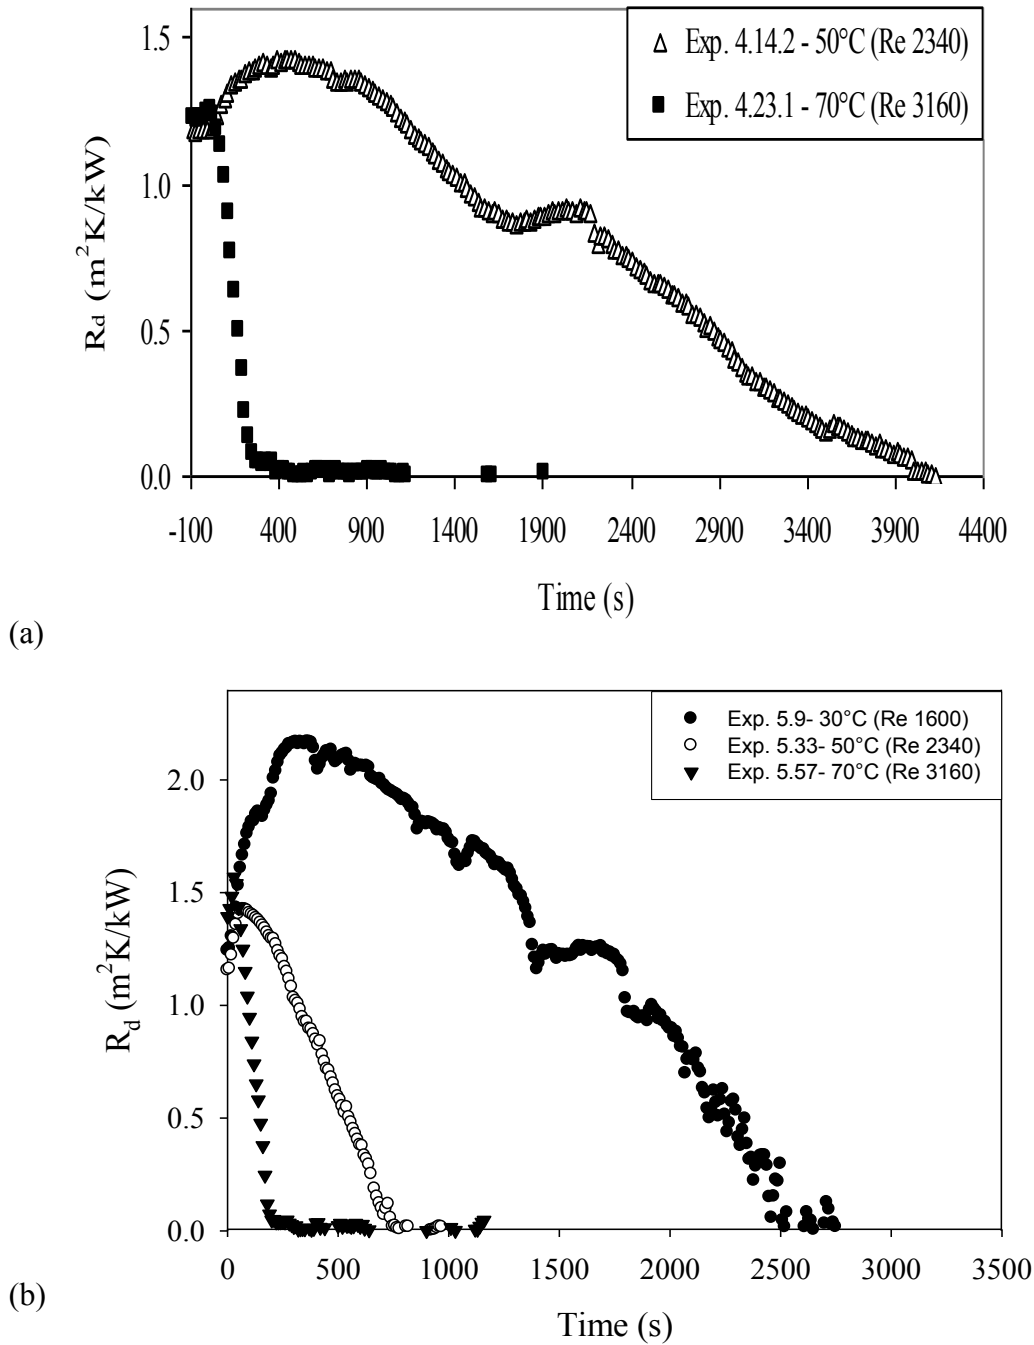 1.5
1.0
0.5
0.0
R_d (m²K/kW)
Exp. 4.14.2 - 50°C (Re 2340)
Exp. 4.23.1 - 70°C (Re 3160)
-100 400 900 1400 1900 2400 2900 3400 3900 4400
Time (s)
(a)
Exp. 5.9- 30°C (Re 1600)
Exp. 5.33- 50°C (Re 2340)
Exp. 5.57- 70°C (Re 3160)
2.0
1.5
1.0
0.5
0.0
R_d (m²K/kW)
0 500 1000 1500 2000 2500 3000 3500
Time (s)
(b)